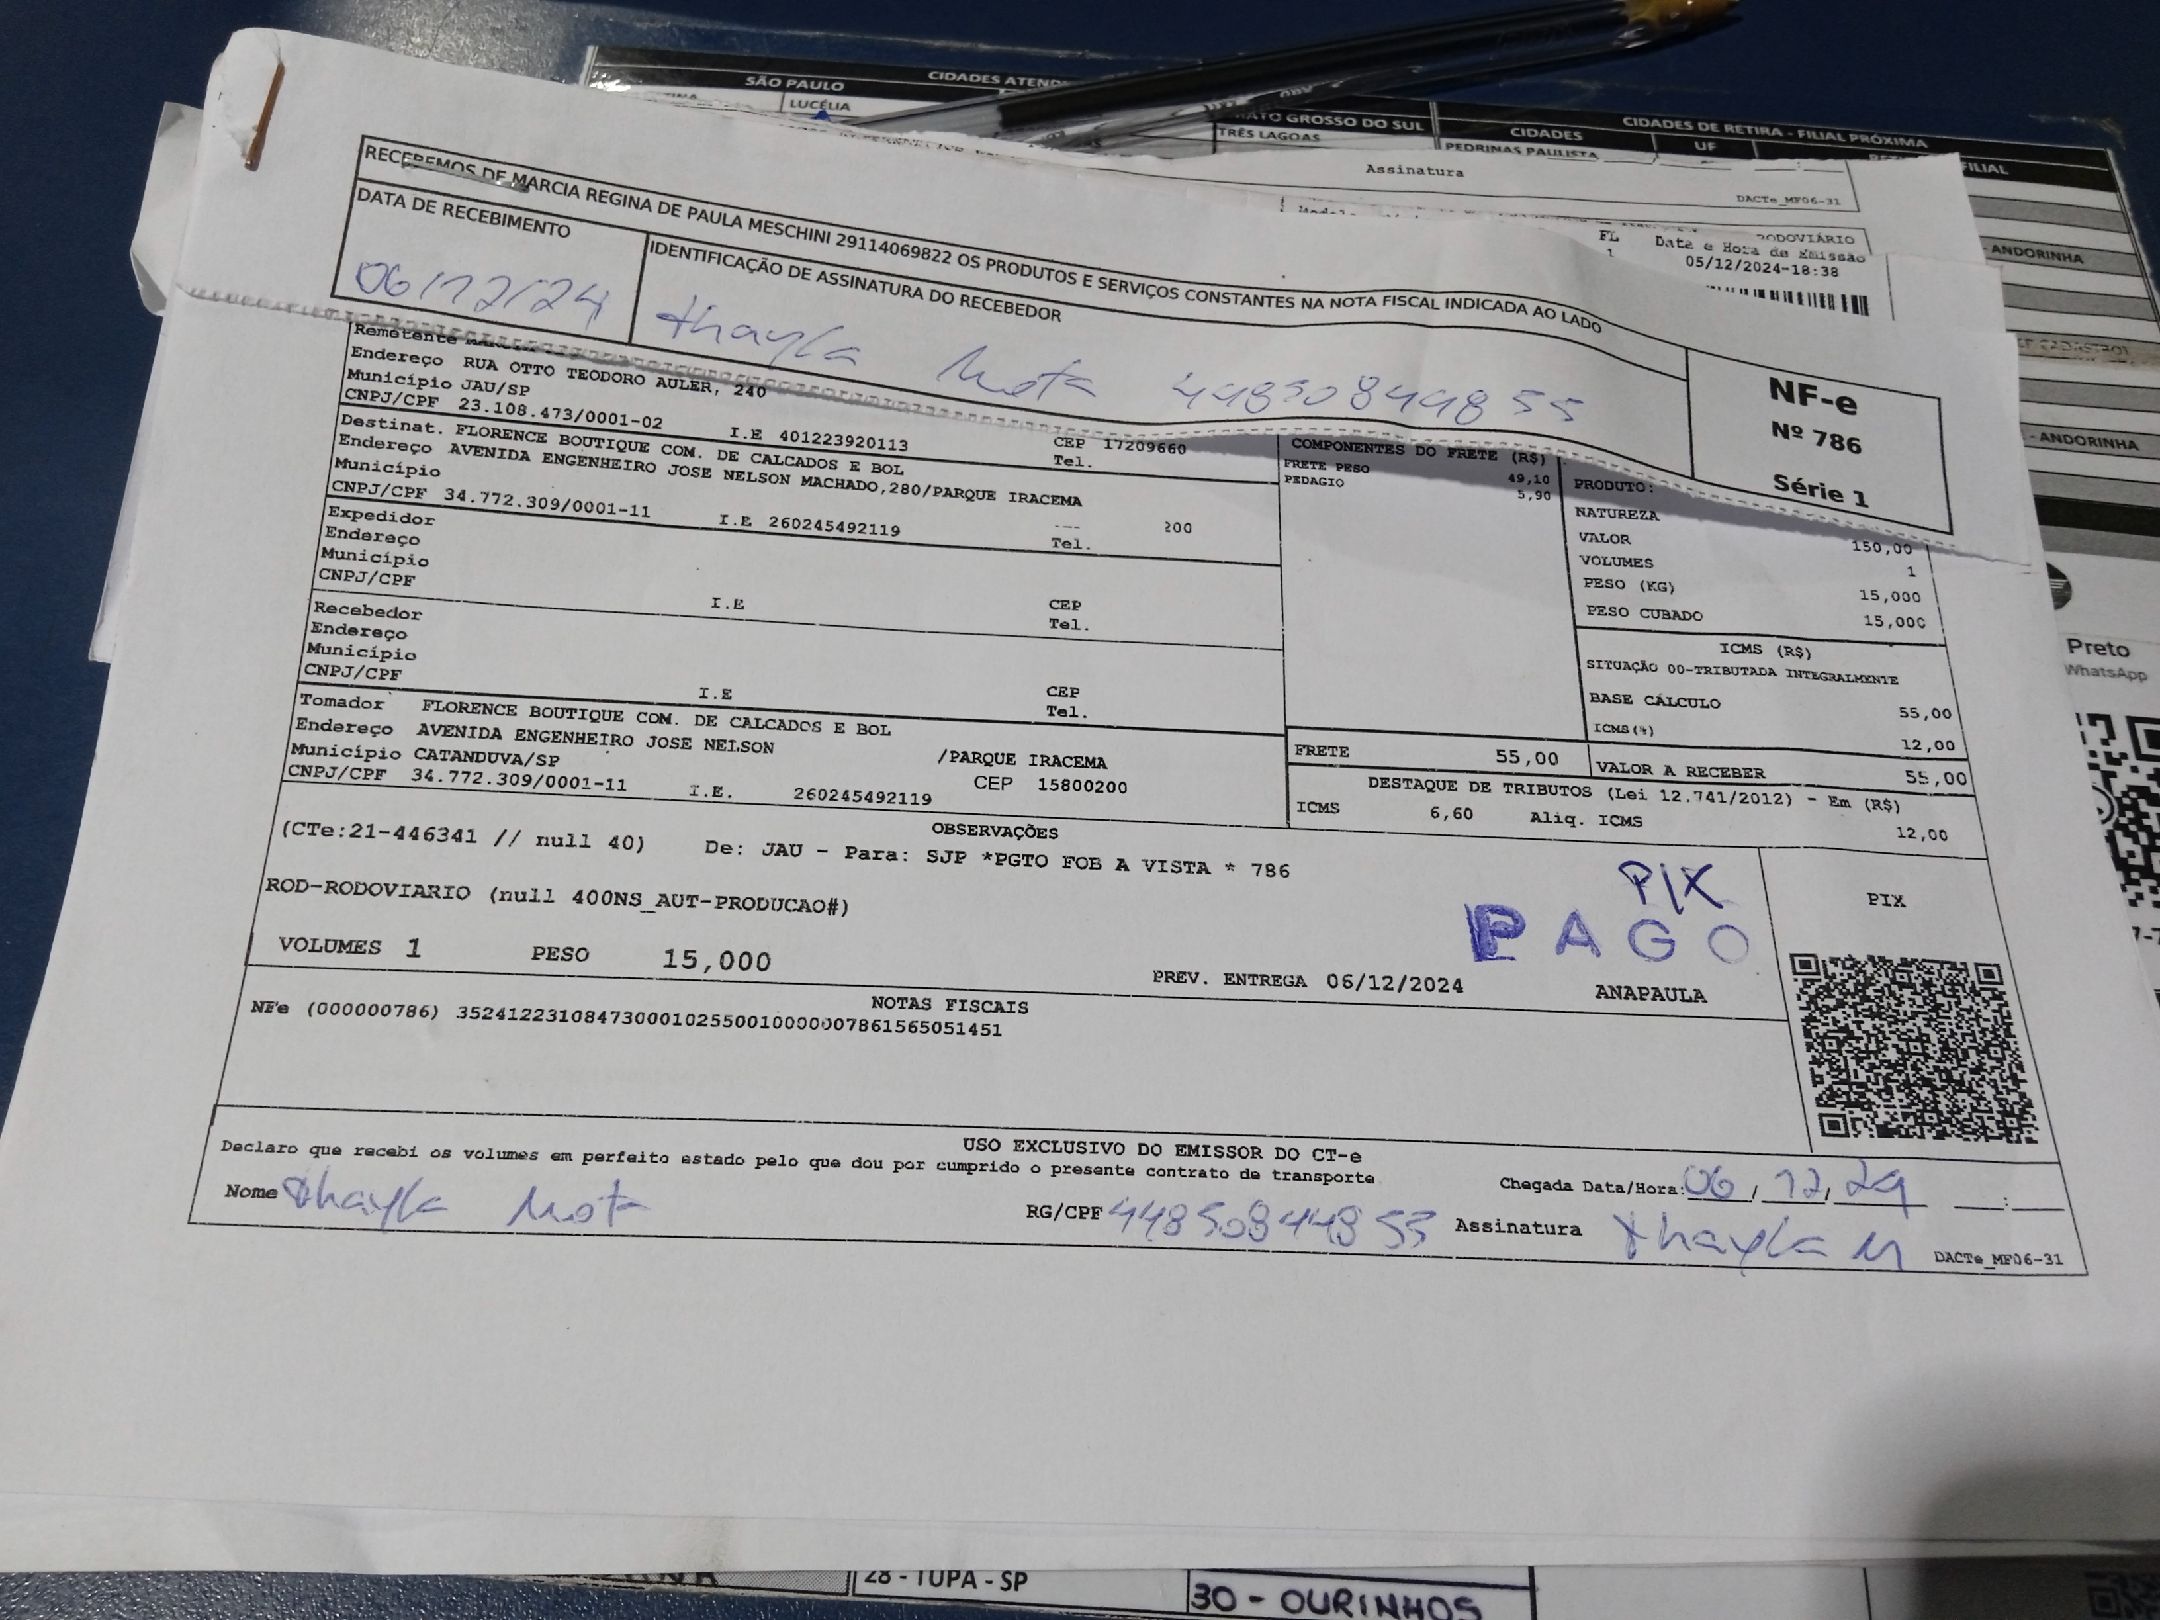 SÃO PAULO
CIDADES
LUCÉLIA
GROSSO DO SUL
TRÊS LAGOAS
CIDADES
UF
CIDADES DE RETIRA - FILIAL PRÓXIMA
PEDRINAS PAULISTA
FILIAL
Assinatura
DACTe_MF06-31
FL
1
Data e Hora de Emissão
05/12/2024-18:38
ANDORINHA
- ANDORINHA
RECEBEMOS DE MARCIA REGINA DE PAULA MESCHINI 29114069822 OS PRODUTOS E SERVIÇOS CONSTANTES NA NOTA FISCAL INDICADA AO LADO
DATA DE RECEBIMENTO
IDENTIFICAÇÃO DE ASSINATURA DO RECEBEDOR
06/12/24
thayla Mota 44850844855
NF-e
Nº 786
Série 1
Remetente
Endereço RUA OTTO TEODORO AULER, 240
Município JAU/SP
CNPJ/CPF 23.108.473/0001-02 I.E 401223920113 CEP 17209660
Tel.
Destinat. FLORENCE BOUTIQUE COM. DE CALCADOS E BOL
Endereço AVENIDA ENGENHEIRO JOSE NELSON MACHADO,280/PARQUE IRACEMA
Município
CNPJ/CPF 34.772.309/0001-11 I.E 260245492119 200
Tel.
Expedidor
Endereço
Município
CNPJ/CPF I.E CEP
Tel.
Recebedor
Endereço
Município
CNPJ/CPF I.E CEP
Tel.
Tomador FLORENCE BOUTIQUE COM. DE CALCADOS E BOL
Endereço AVENIDA ENGENHEIRO JOSE NELSON /PARQUE IRACEMA
Município CATANDUVA/SP CEP 15800200
CNPJ/CPF 34.772.309/0001-11 I.E. 260245492119
COMPONENTES DO FRETE (R$)
FRETE PESO 49,10
PEDAGIO 5,90
PRODUTO:
NATUREZA
VALOR 150,00
VOLUMES 1
PESO (KG) 15,000
PESO CUBADO 15,000
ICMS (R$)
SITUAÇÃO 00-TRIBUTADA INTEGRALMENTE
BASE CÁLCULO 55,00
ICMS(%) 12,00
FRETE 55,00 VALOR A RECEBER 55,00
DESTAQUE DE TRIBUTOS (Lei 12.741/2012) - Em (R$)
ICMS 6,60 Aliq. ICMS 12,00
OBSERVAÇÕES
(CTe:21-446341 // null 40) De: JAU - Para: SJP *PGTO FOB A VISTA * 786
ROD-RODOVIARIO (null 400NS_AUT-PRODUCAO#)
PIX
PAGO
PIX
VOLUMES 1 PESO 15,000
PREV. ENTREGA 06/12/2024 ANAPAULA
NOTAS FISCAIS
NFe (000000786) 35241223108473000102550010000007861565051451
USO EXCLUSIVO DO EMISSOR DO CT-e
Declaro que recebi os volumes em perfeito estado pelo que dou por cumprido o presente contrato de transporte
Chegada Data/Hora: 06/12/24 __:__
Nome thayla Mota RG/CPF 44850844855 Assinatura thayla M
DACTe_MF06-31
Preto
WhatsApp
28 - TUPA - SP
30 - OURINHOS